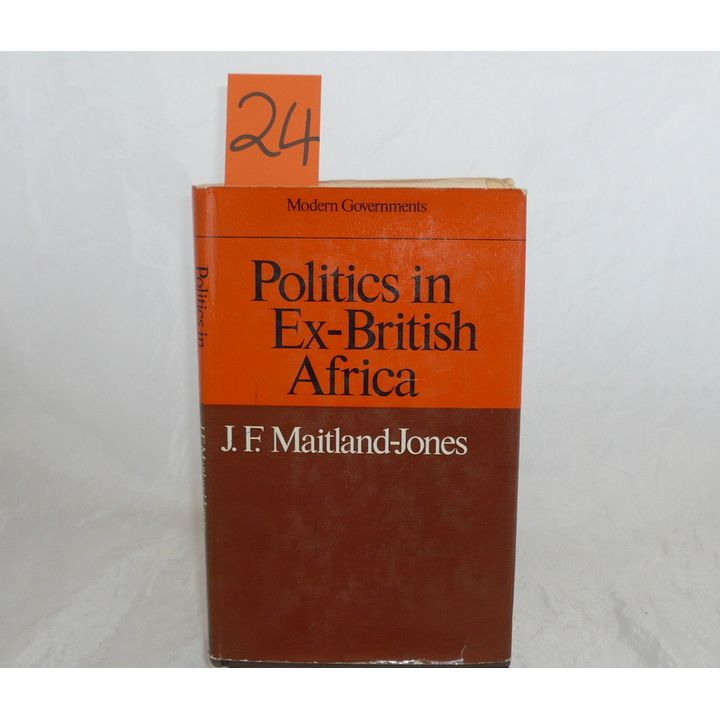 24
Modern Governments
Politics in
Ex-British
Africa
J. F. Maitland-Jones
Politics in